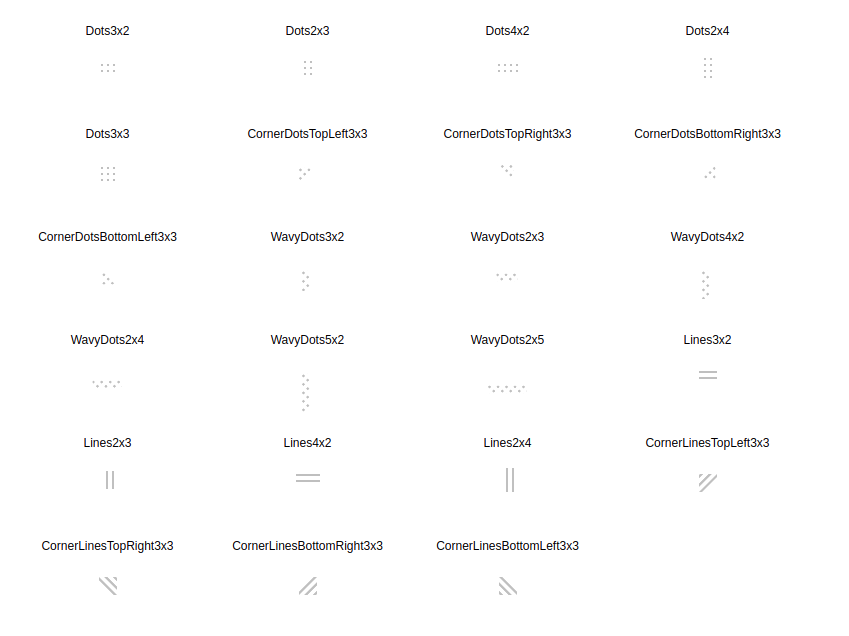 Dots3x2
Dots2x3
Dots4x2
Dots2x4
Dots3x3
CornerDotsTopLeft3x3
CornerDotsTopRight3x3
CornerDotsBottomRight3x3
CornerDotsBottomLeft3x3
WavyDots3x2
WavyDots2x3
WavyDots4x2
WavyDots2x4
WavyDots5x2
WavyDots2x5
Lines3x2
Lines2x3
Lines4x2
Lines2x4
CornerLinesTopLeft3x3
CornerLinesTopRight3x3
CornerLinesBottomRight3x3
CornerLinesBottomLeft3x3